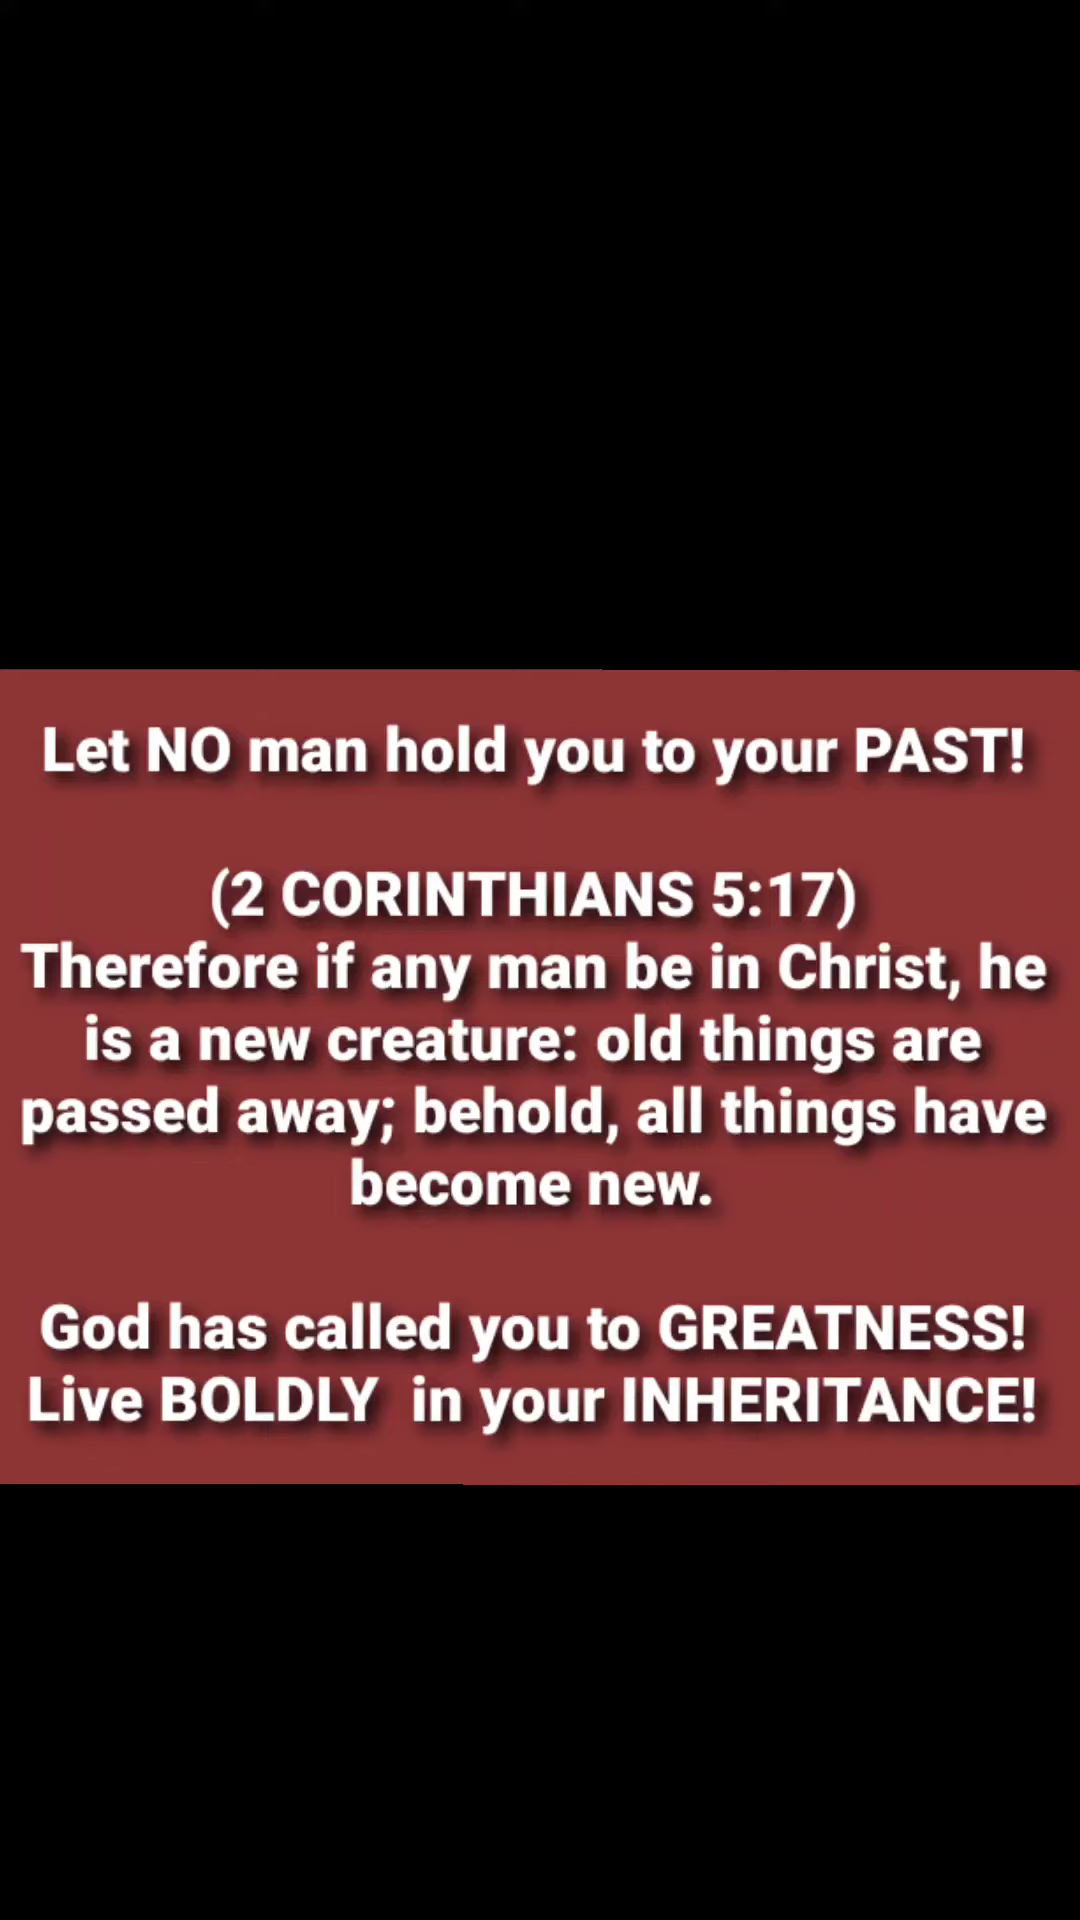 Let NO man hold you to your PAST!
(2 CORINTHIANS 5:17)
Therefore if any man be in Christ, he
is a new creature: old things are
passed away; behold, all things have
become new.
God has called you to GREATNESS!
Live BOLDLY  in your INHERITANCE!